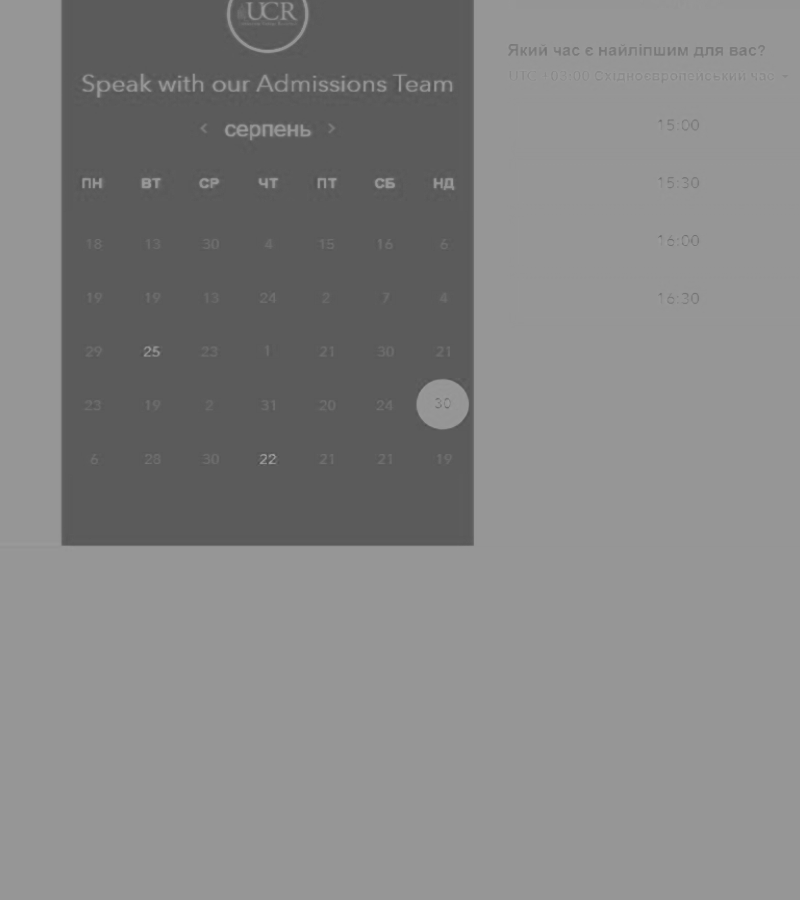 UCR
Speak with our Admissions Team
‹ серпень ›
ПН ВТ СР ЧТ ПТ СБ НД
18 13 30 4 15 16 6
19 19 13 24 2 7 4
29 25 23 1 21 30 21
23 19 2 31 20 24 30
6 28 30 22 21 21 19
Який час є найліпшим для вас?
UTC +03:00 Східноєвропейський час
15:00
15:30
16:00
16:30